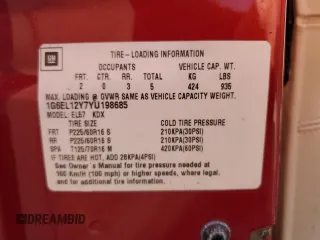 GM
TIRE-LOADING INFORMATION
OCCUPANTS VEHICLE CAP. WT.
FRT CTR RR TOTAL KG LBS
2 0 3 5 424 935
MAX. LOADING @ GVWR SAME AS VEHICLE CAPACITY WEIGHT.
1G6EL12Y7YU198685
MODEL: EL57 KDX
TIRE SIZE COLD TIRE PRESSURE
FRT P225/60R16 S 210KPA(30PSI)
RR P225/60R16 S 210KPA(30PSI)
SPA T125/70R16 M 420KPA(60PSI)
IF TIRES ARE HOT, ADD 28KPA(4PSI)
See Owner's Manual for
tire pressure needed at
160 Km/H (100 mph) or higher speeds, where legal,
and for additional information.
DREAMBID